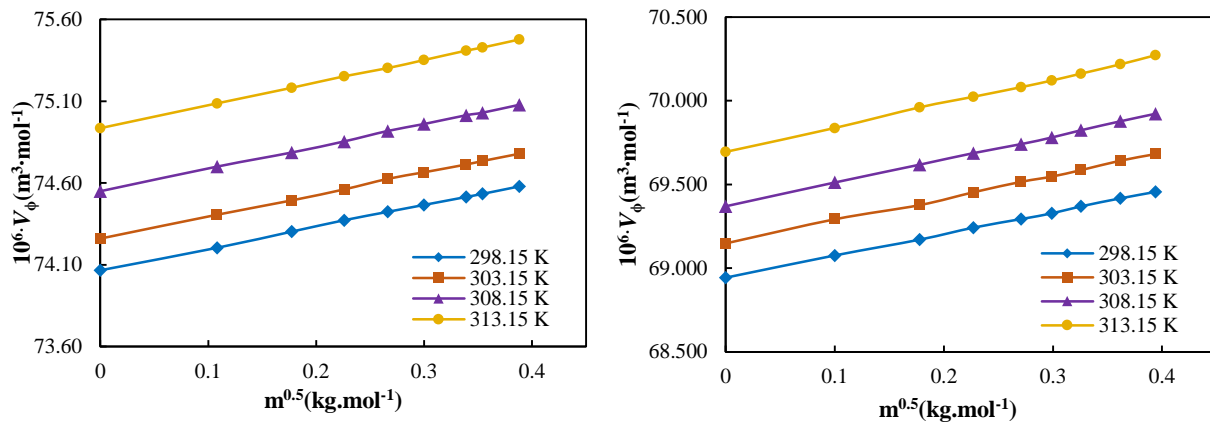 75.60
75.10
74.60
74.10
73.60
10⁶·Vϕ(m³·mol⁻¹)
298.15 K
303.15 K
308.15 K
313.15 K
0 0.1 0.2 0.3 0.4
m⁰·⁵(kg.mol⁻¹)
70.500
70.000
69.500
69.000
68.500
10⁶·Vϕ(m³·mol⁻¹)
298.15 K
303.15 K
308.15 K
313.15 K
0 0.1 0.2 0.3 0.4
m⁰·⁵(kg.mol⁻¹)